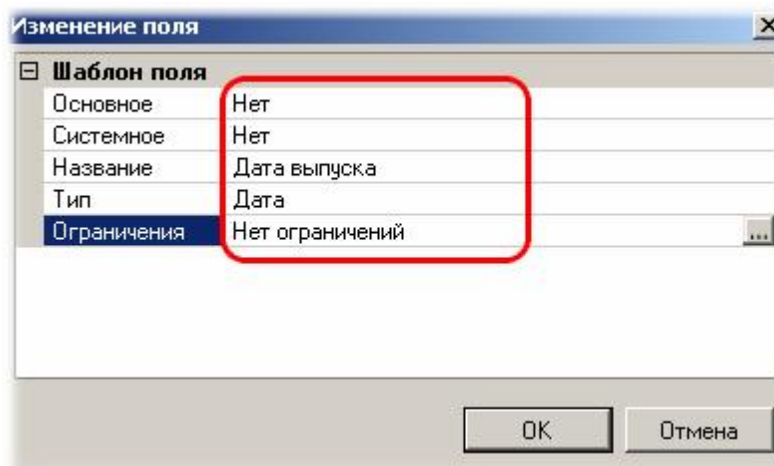 Изменение поля
Шаблон поля
Основное Нет
Системное Нет
Название Дата выпуска
Тип Дата
Ограничения Нет ограничений ...
OK Отмена